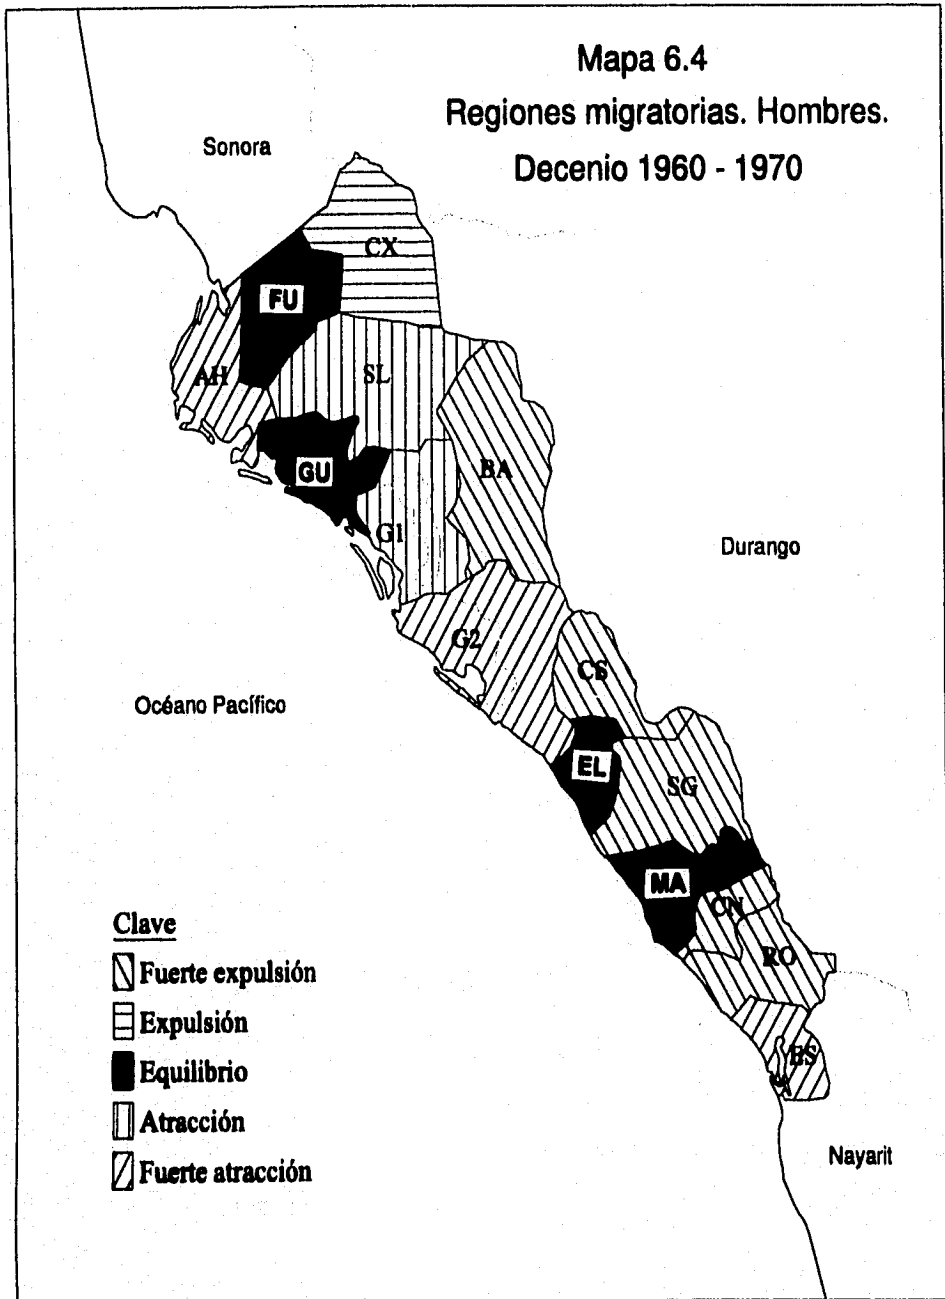 Mapa 6.4
Regiones migratorias. Hombres.
Decenio 1960 - 1970
Sonora
CX
FU
AH
SL
GU
BA
G1
Durango
G2
CS
Océano Pacífico
EL
SG
MA
CN
RO
ES
Nayarit
Clave
Fuerte expulsión
Expulsión
Equilibrio
Atracción
Fuerte atracción